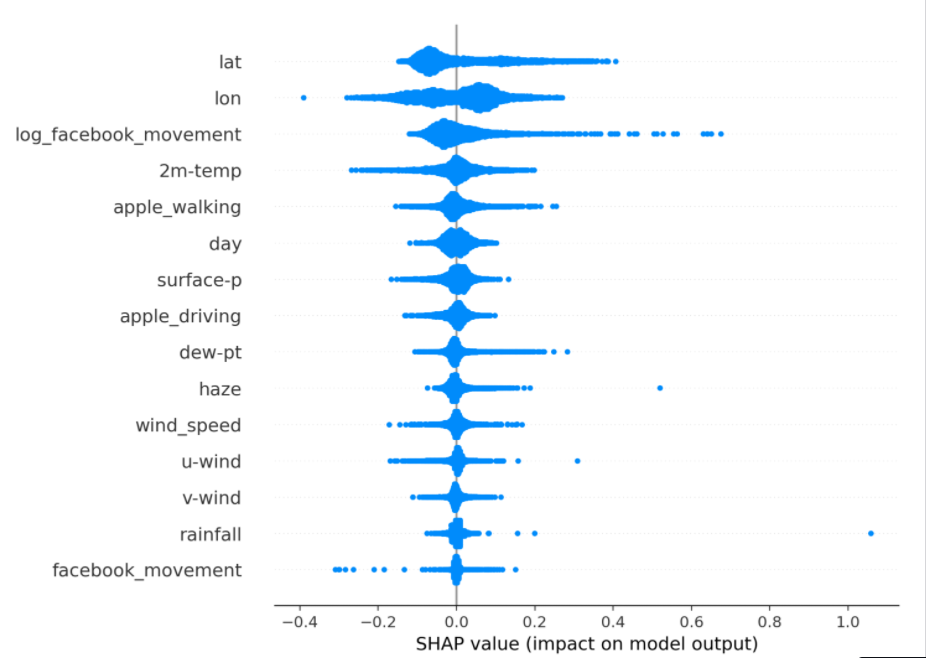 lat
lon
log_facebook_movement
2m-temp
apple_walking
day
surface-p
apple_driving
dew-pt
haze
wind_speed
u-wind
v-wind
rainfall
facebook_movement
−0.4 −0.2 0.0 0.2 0.4 0.6 0.8 1.0
SHAP value (impact on model output)